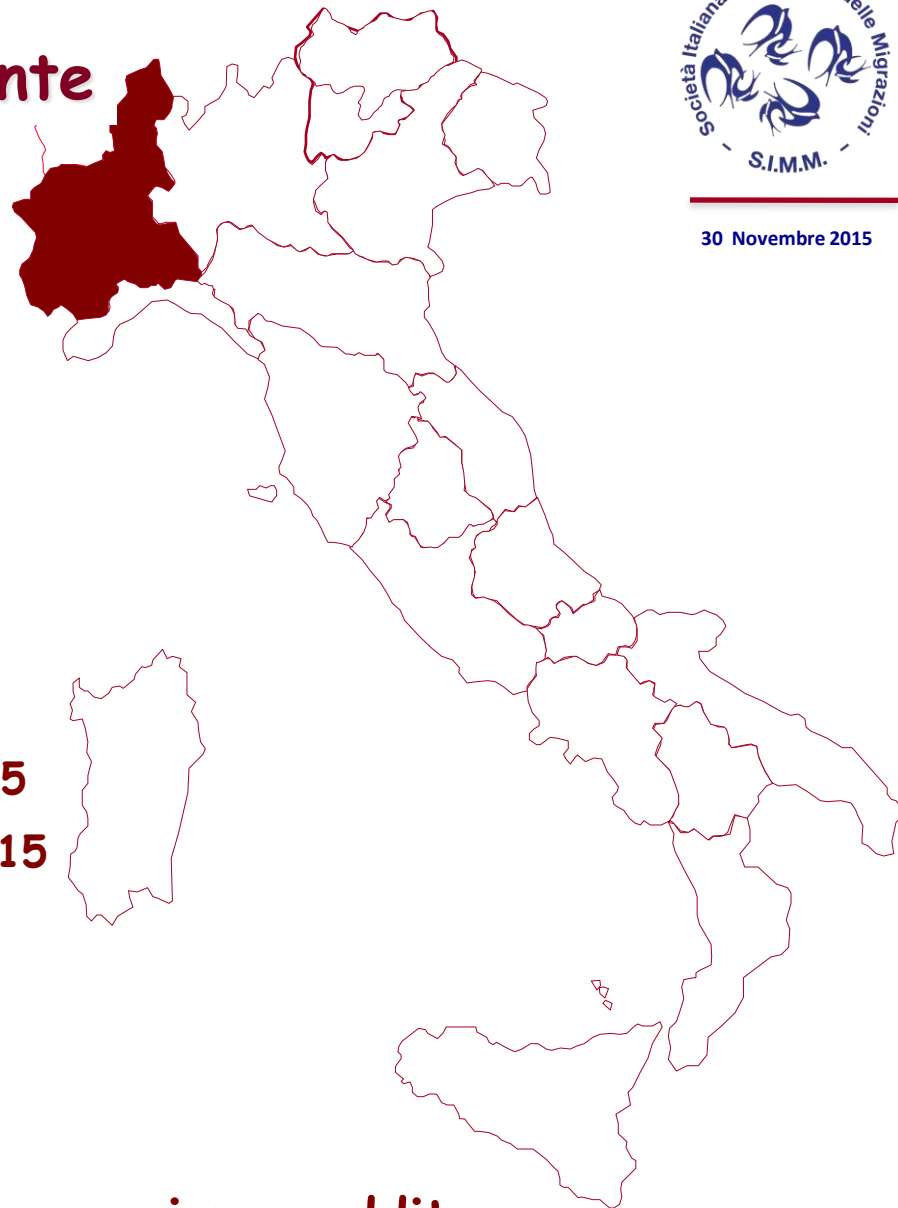 nte
Società Italiana
elle Migrazioni
- S.I.M.M. -
30 Novembre 2015
5
15